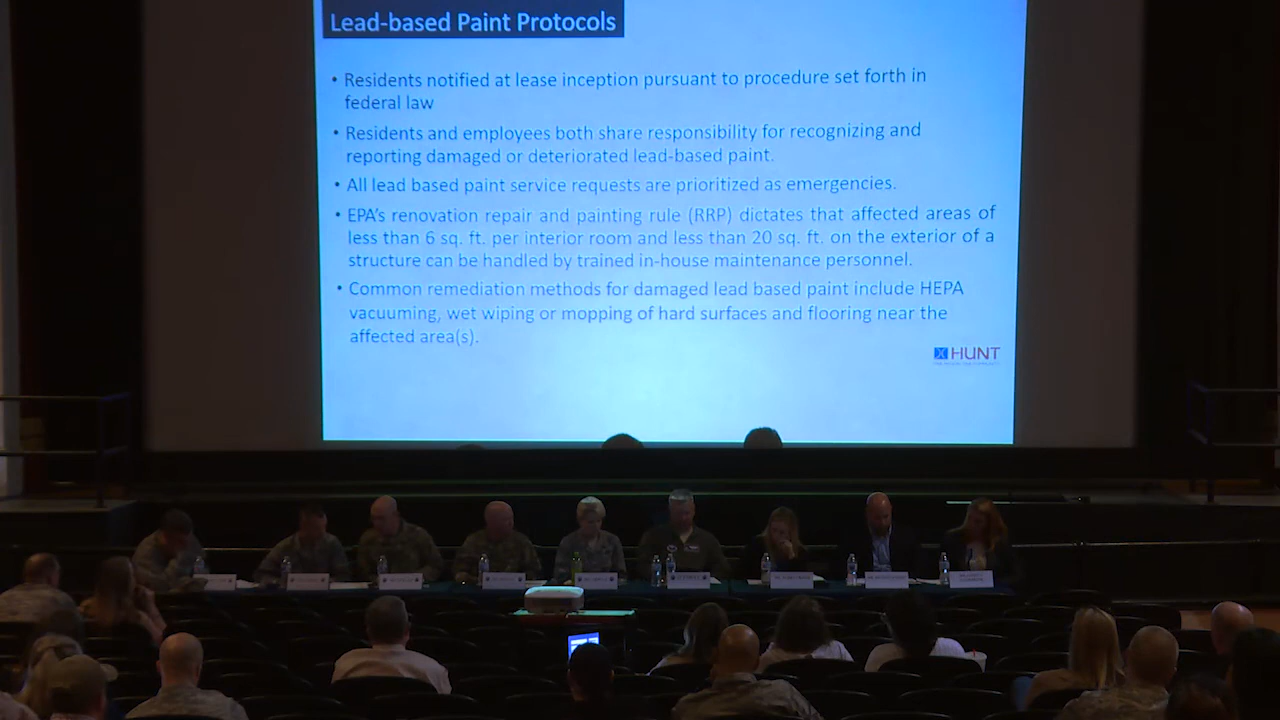 Lead-based Paint Protocols
• Residents notified at lease inception pursuant to procedure set forth in
federal law
• Residents and employees both share responsibility for recognizing and
reporting damaged or deteriorated lead-based paint.
• All lead based paint service requests are prioritized as emergencies.
• EPA's renovation repair and painting rule (RRP) dictates that affected areas of
less than 6 sq. ft. per interior room and less than 20 sq. ft. on the exterior of a
structure can be handled by trained in-house maintenance personnel.
• Common remediation methods for damaged lead based paint include HEPA
vacuuming, wet wiping or mopping of hard surfaces and flooring near the
affected area(s).
HUNT